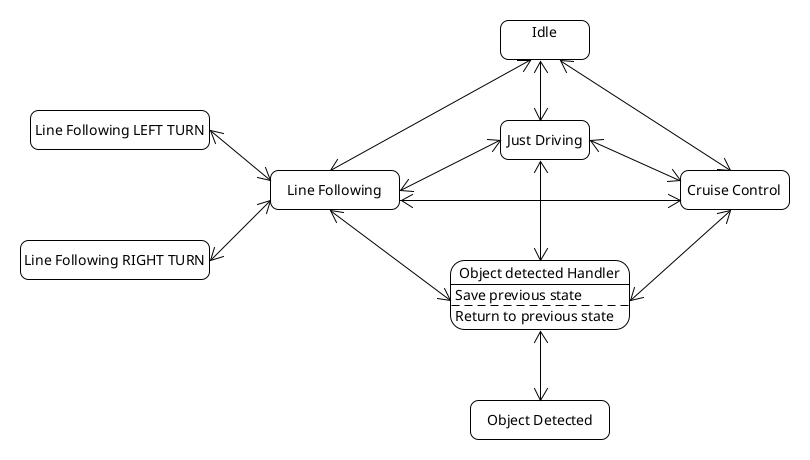 Idle
Line Following LEFT TURN
Just Driving
Line Following
Cruise Control
Line Following RIGHT TURN
Object detected Handler
Save previous state
Return to previous state
Object Detected